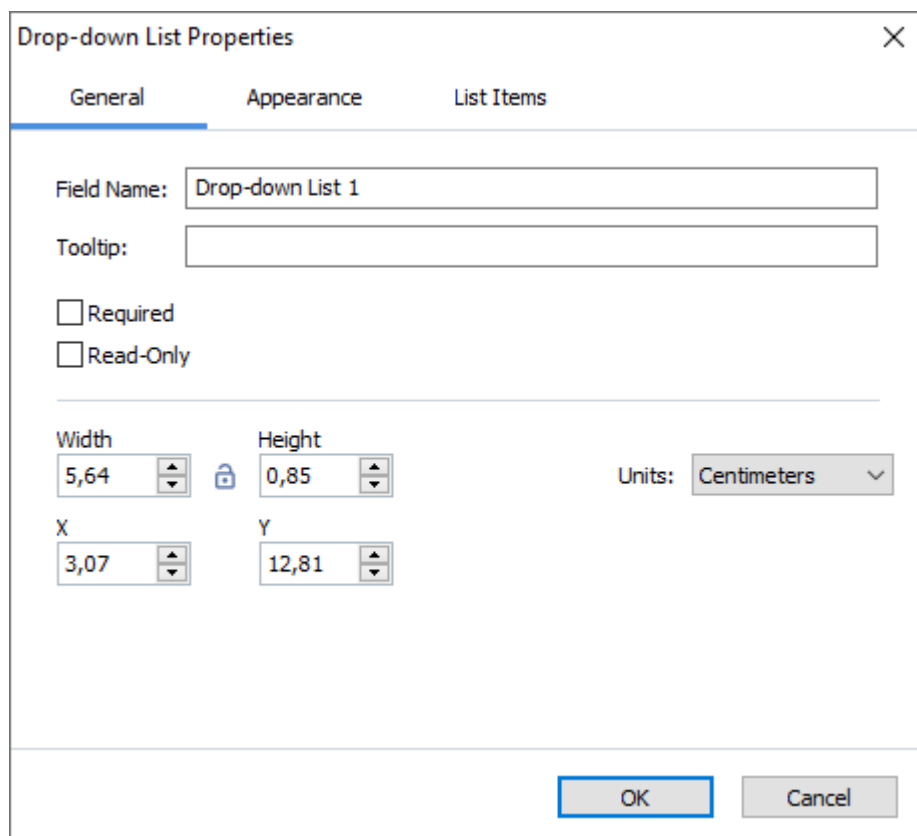 Drop-down List Properties
General Appearance List Items
Field Name: Drop-down List 1
Tooltip:
Required
Read-Only
Width Height
5,64 0,85 Units: Centimeters
X Y
3,07 12,81
OK Cancel